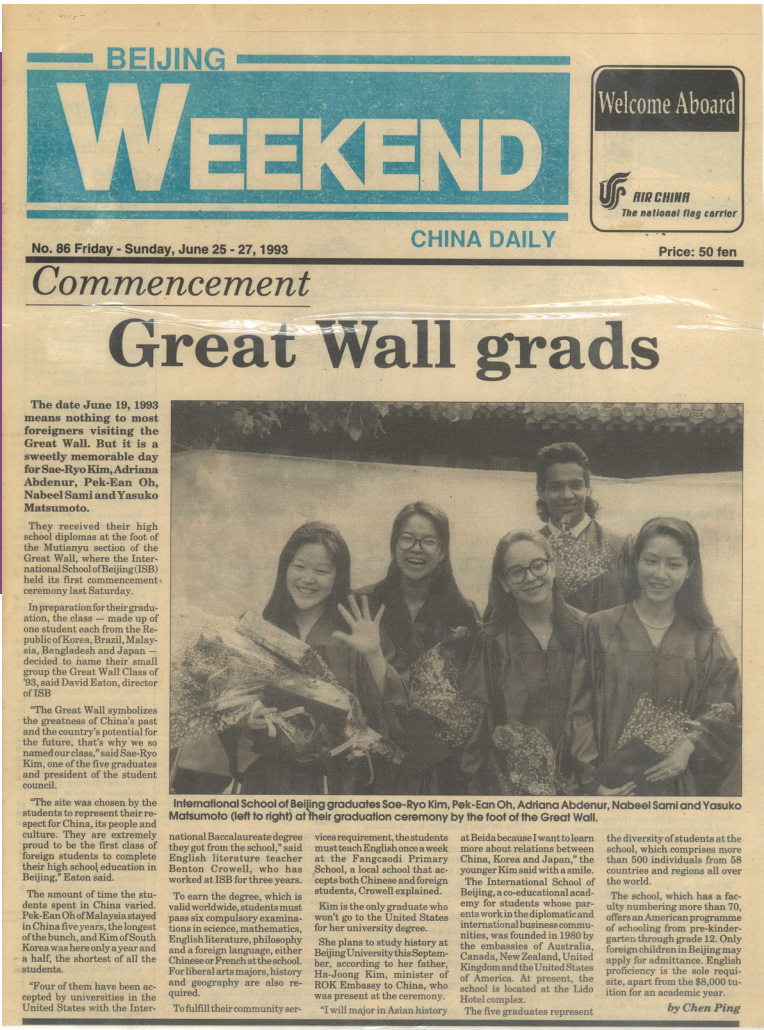 BEIJING
WEEKEND
CHINA DAILY
Welcome Aboard
AIR CHINA
The national flag carrier
No. 86 Friday - Sunday, June 25 - 27, 1993
Price: 50 fen
Commencement
Great Wall grads
The date June 19, 1993
means nothing to most
foreigners visiting the
Great Wall. But it is a
sweetly memorable day
for Sae-Ryo Kim, Adriana
Abdenur, Pek-Ean Oh,
Nabeel Sami and Yasuko
Matsumoto.
They received their high
school diplomas at the foot of
the Mutianyu section of the
Great Wall, where the Inter-
national School of Beijing (ISB)
held its first commencement
ceremony last Saturday.
In preparation for their gradu-
ation, the class — made up of
one student each from the Re-
public of Korea, Brazil, Malay-
sia, Bangladesh and Japan —
decided to name their small
group the Great Wall Class of
'93, said David Eaton, director
of ISB
"The Great Wall symbolizes
the greatness of China's past
and the country's potential for
the future, that's why we so
named our class," said Sae-Ryo
Kim, one of the five graduates
and president of the student
council.
"The site was chosen by the
students to represent their re-
spect for China, its people and
culture. They are extremely
proud to be the first class of
foreign students to complete
their high school education in
Beijing," Eaton said.
The amount of time the stu-
dents spent in China varied.
Pek-Ean Oh of Malaysia stayed
in China five years, the longest
of the bunch, and Kim of South
Korea was here only a year and
a half, the shortest of all the
students.
"Four of them have been ac-
cepted by universities in the
United States with the Inter-
International School of Beijing graduates Sae-Ryo Kim, Pek-Ean Oh, Adriana Abdenur, Nabeel Sami and Yasuko
Matsumoto (left to right) at their graduation ceremony by the foot of the Great Wall.
national Baccalaureate degree
they got from the school," said
English literature teacher
Benton Crowell, who has
worked at ISB for three years.
To earn the degree, which is
valid worldwide, students must
pass six compulsory examina-
tions in science, mathematics,
English literature, philosophy
and a foreign language, either
Chinese or French at the school.
For liberal arts majors, history
and geography are also re-
quired.
To fulfill their community ser-
vices requirement, the students
must teach English once a week
at the Fangcaodi Primary
School, a local school that ac-
cepts both Chinese and foreign
students, Crowell explained.
Kim is the only graduate who
won't go to the United States
for her university degree.
She plans to study history at
Beijing University this Septem-
ber, according to her father,
Ha-Joong Kim, minister of
ROK Embassy to China, who
was present at the ceremony.
"I will major in Asian history
at Beida because I want to learn
more about relations between
China, Korea and Japan," the
younger Kim said with a smile.
The International School of
Beijing, a co-educational acad-
emy for students whose par-
ents work in the diplomatic and
international business commu-
nities, was founded in 1980 by
the embassies of Australia,
Canada, New Zealand, United
Kingdom and the United States
of America. At present, the
school is located at the Lido
Hotel complex.
The five graduates represent
the diversity of students at the
school, which comprises more
than 500 individuals from 58
countries and regions all over
the world.
The school, which has a fac-
ulty numbering more than 70,
offers an American programme
of schooling from pre-kinder-
garten through grade 12. Only
foreign children in Beijing may
apply for admittance. English
proficiency is the sole requi-
site, apart from the $8,000 tu-
ition for an academic year.
by Chen Ping